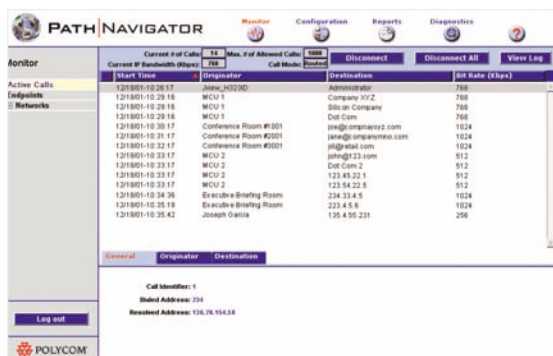 PATH NAVIGATOR
Monitor Configuration Reports Diagnostics
Monitor
Active Calls
Endpoints
Networks
Current # of Calls: 14 Max. # of Allowed Calls: 1000
Current IP Bandwidth (Kbps): 768 Call Mode: Routed
Disconnect Disconnect All View Log
Start Time Originator Destination Bit Rate (Kbps)
12/18/01-10:26:17 Administrator 768
12/18/01-10:29:16 MCU 1 Company XYZ 768
12/18/01-10:29:16 MCU 1 Bits on Company 768
12/18/01-10:29:16 MCU 1 Dot Com 768
12/18/01-10:30:17 Conference Room #1001 joe@compnayxyz.com 1024
12/18/01-10:31:17 Conference Room #2001 jane@companymno.com 1024
12/18/01-10:32:17 Conference Room #3001 jill@retail.com 1024
12/18/01-10:33:17 MCU 2 john@123.com 512
12/18/01-10:33:17 MCU 2 Dot Com 2 512
12/18/01-10:33:17 MCU 2 123.45.22.1 512
12/18/01-10:33:17 MCU 2 123.54.22.5 512
12/18/01-10:34:36 Executive Briefing Room 234.33.4.5 1024
12/18/01-10:35:18 Executive Briefing Room 223.4.5.6 1024
12/18/01-10:35:42 Joseph Garcia 135.4.55.231 256
General Originator Destination
Call Identifier: 1
Dialed Address: 234
Resolved Address: 136.78.154.58
Log out
POLYCOM